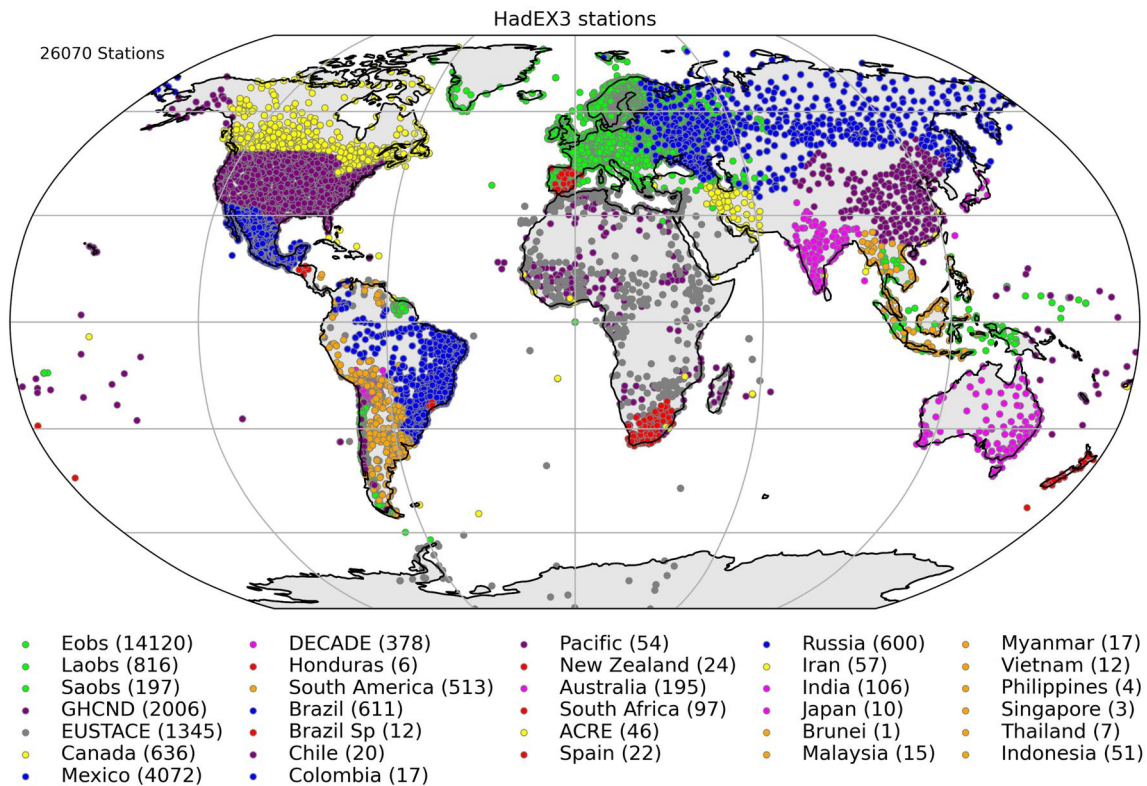 HadEX3 stations
26070 Stations
Eobs (14120)
Laobs (816)
Saobs (197)
GHCND (2006)
EUSTACE (1345)
Canada (636)
Mexico (4072)
DECADE (378)
Honduras (6)
South America (513)
Brazil (611)
Brazil Sp (12)
Chile (20)
Colombia (17)
Pacific (54)
New Zealand (24)
Australia (195)
South Africa (97)
ACRE (46)
Spain (22)
Russia (600)
Iran (57)
India (106)
Japan (10)
Brunei (1)
Malaysia (15)
Myanmar (17)
Vietnam (12)
Philippines (4)
Singapore (3)
Thailand (7)
Indonesia (51)